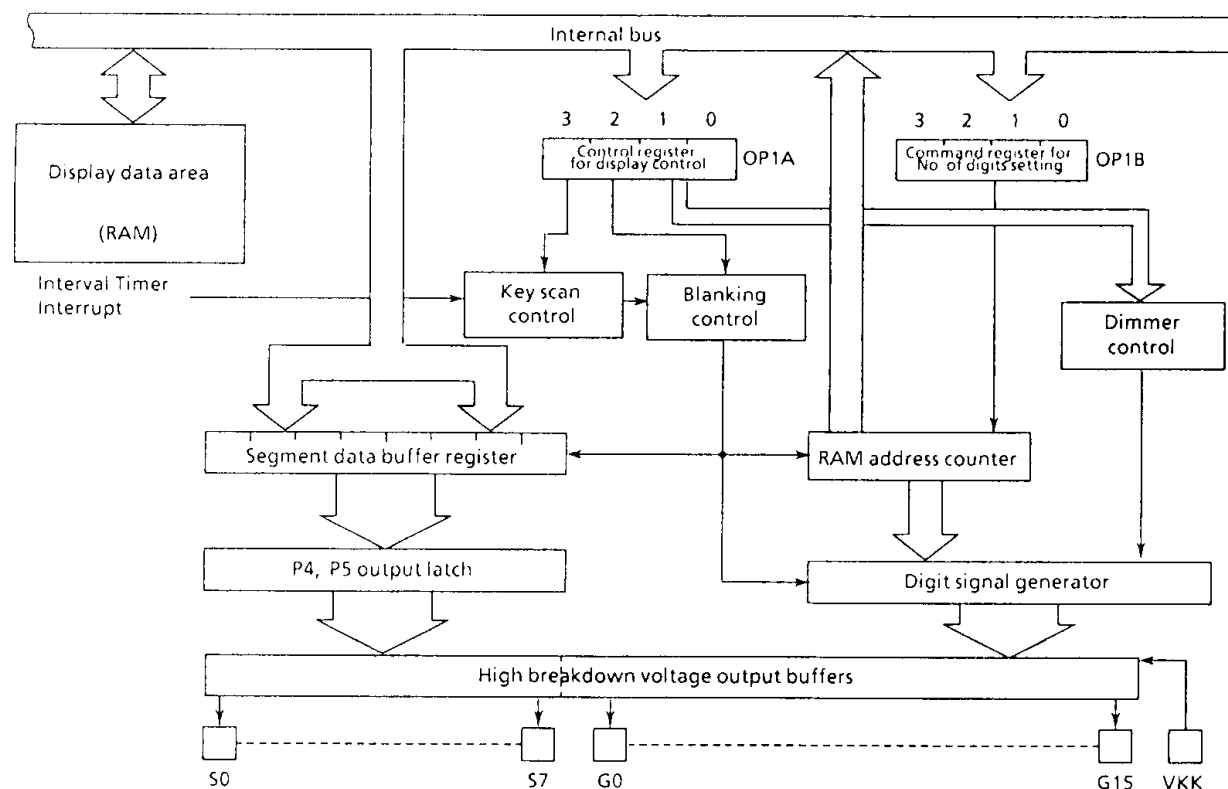 Internal bus
3 2 1 0
3 2 1 0
Control register
for display control
OP1A
Command register for
No of digits setting
OP1B
Display data area
(RAM)
Interval Timer
Interrupt
Key scan
control
Blanking
control
Dimmer
control
Segment data buffer register
RAM address counter
P4, P5 output latch
Digit signal generator
High breakdown voltage output buffers
S0
S7
G0
G15
VKK